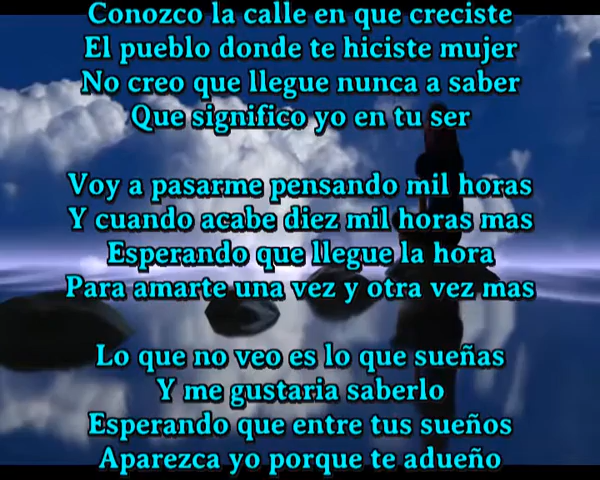 Conozco la calle en que creciste
El pueblo donde te hiciste mujer
No creo que llegue nunca a saber
Que significo yo en tu ser
Voy a pasarme pensando mil horas
Y cuando acabe diez mil horas mas
Esperando que llegue la hora
Para amarte una vez y otra vez mas
Lo que no veo es lo que sueñas
Y me gustaria saberlo
Esperando que entre tus sueños
Aparezca yo porque te adueño